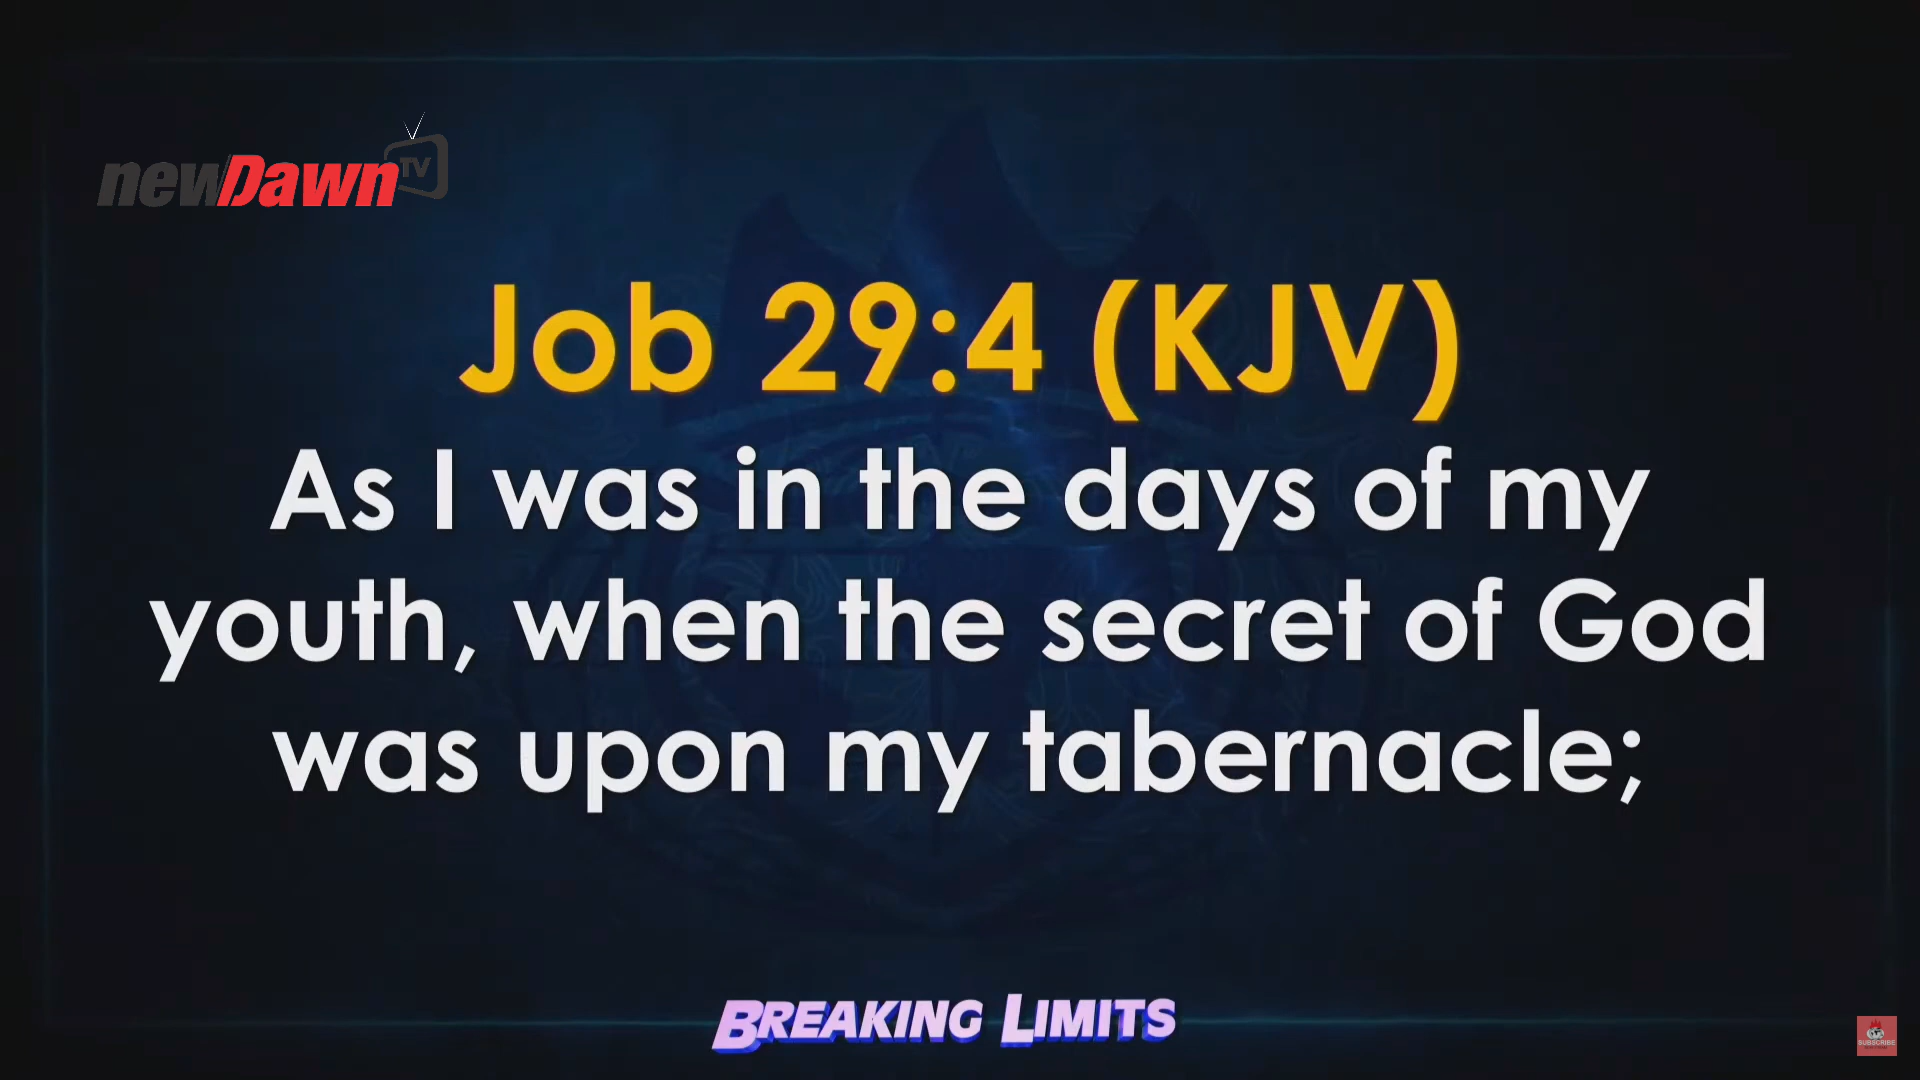 newDawn TV
Job 29:4 (KJV)
As I was in the days of my
youth, when the secret of God
was upon my tabernacle;
BREAKING LIMITS
SUBSCRIBE